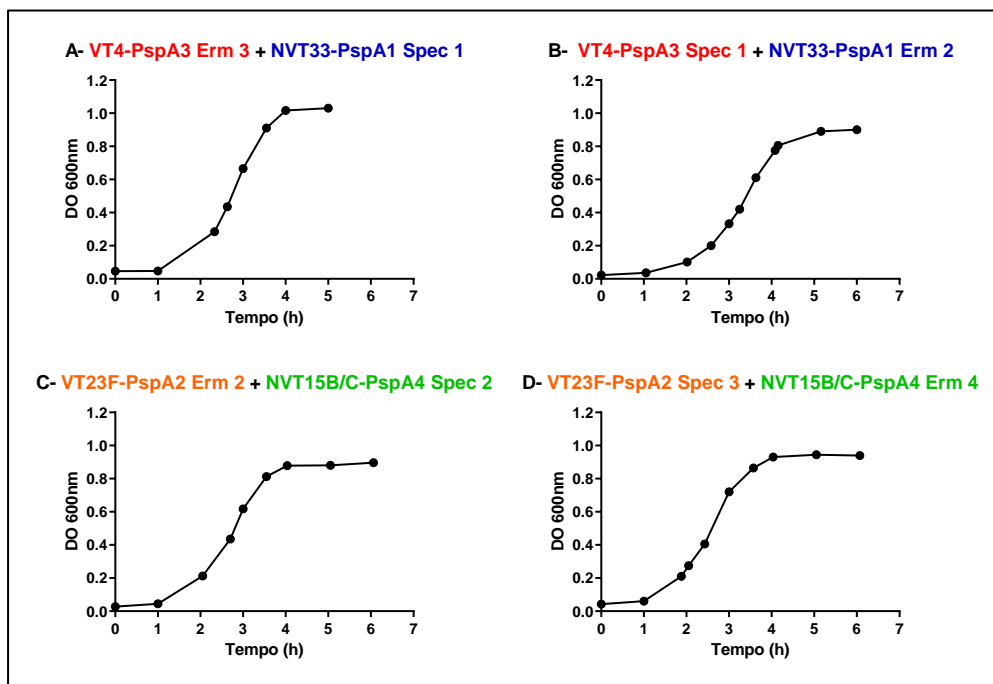 A- VT4-PspA3 Erm 3 + NVT33-PspA1 Spec 1
DO 600nm
1.2
1.0
0.8
0.6
0.4
0.2
0.0
0 1 2 3 4 5 6 7
Tempo (h)
B- VT4-PspA3 Spec 1 + NVT33-PspA1 Erm 2
DO 600nm
1.2
1.0
0.8
0.6
0.4
0.2
0.0
0 1 2 3 4 5 6 7
Tempo (h)
C- VT23F-PspA2 Erm 2 + NVT15B/C-PspA4 Spec 2
DO 600nm
1.2
1.0
0.8
0.6
0.4
0.2
0.0
0 1 2 3 4 5 6 7
Tempo (h)
D- VT23F-PspA2 Spec 3 + NVT15B/C-PspA4 Erm 4
DO 600nm
1.2
1.0
0.8
0.6
0.4
0.2
0.0
0 1 2 3 4 5 6 7
Tempo (h)